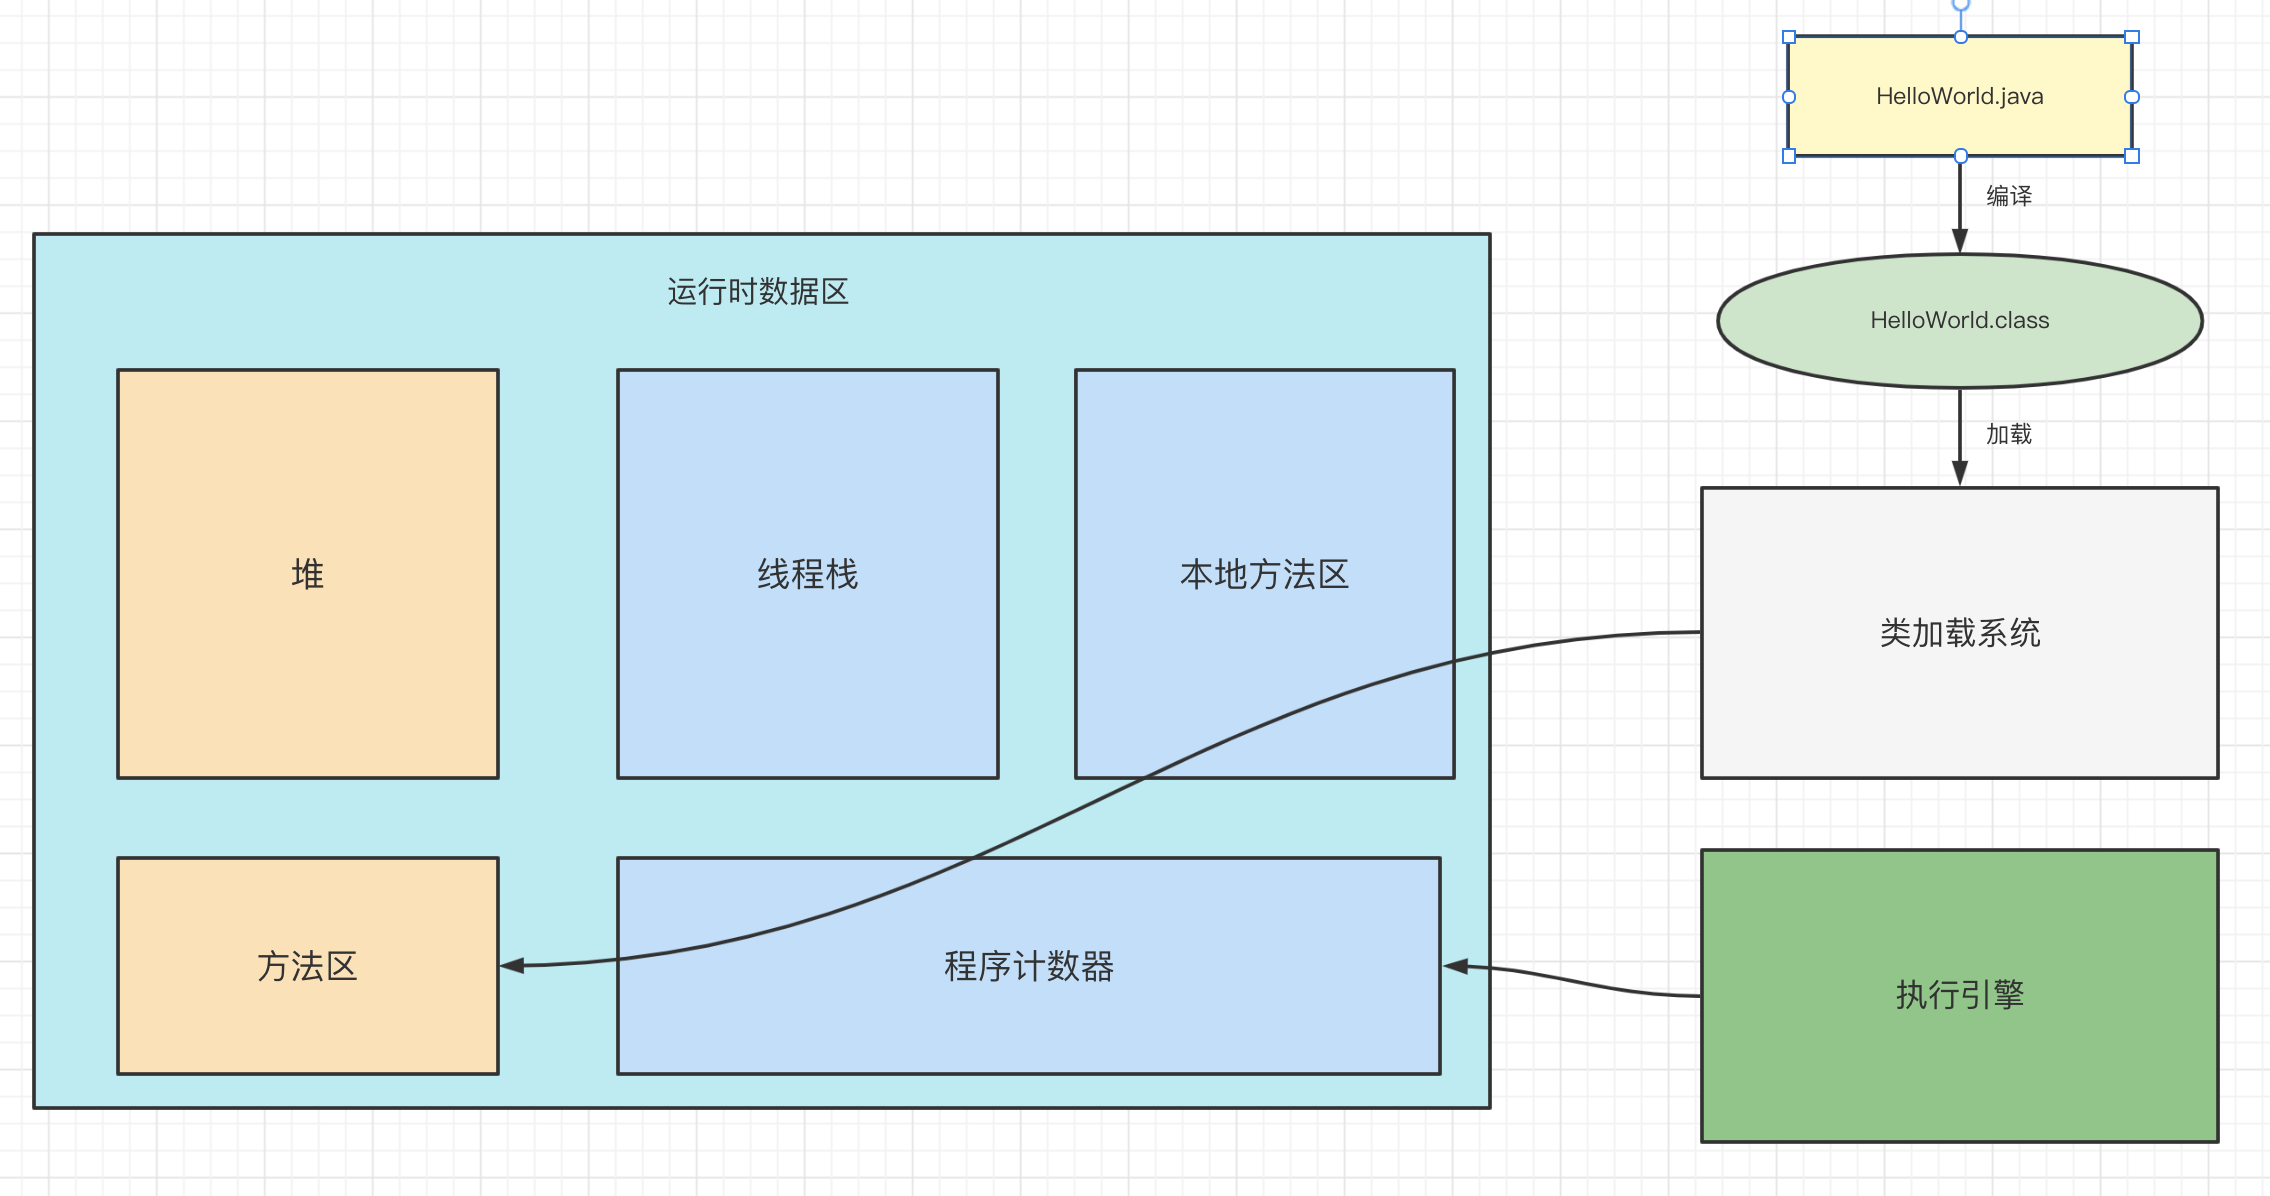 HelloWorld.java
编译
HelloWorld.class
加载
类加载系统
执行引擎
运行时数据区
堆
线程栈
本地方法区
方法区
程序计数器